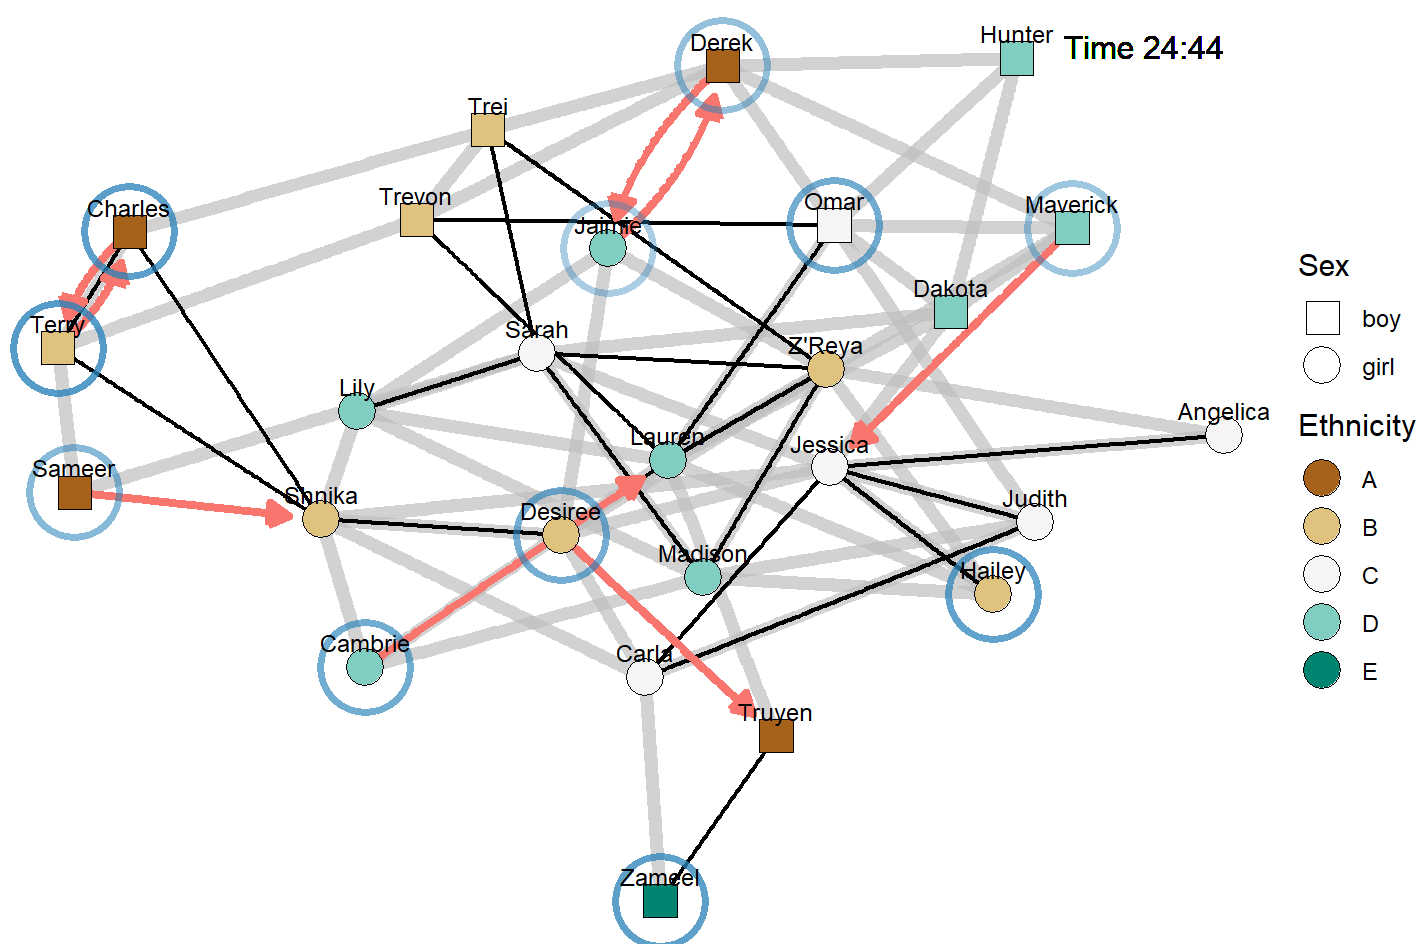 Derek
Hunter
Time 24:44
Trei
Trevon
Charles
Omar
Maverick
Jaimie
Dakota
Terry
Sarah
Z'Reya
Lily
Angelica
Lauren
Jessica
Sameer
Shnika
Desiree
Judith
Madison
Hailey
Cambrie
Carla
Truyen
Zameel
Sex
boy
girl
Ethnicity
A
B
C
D
E